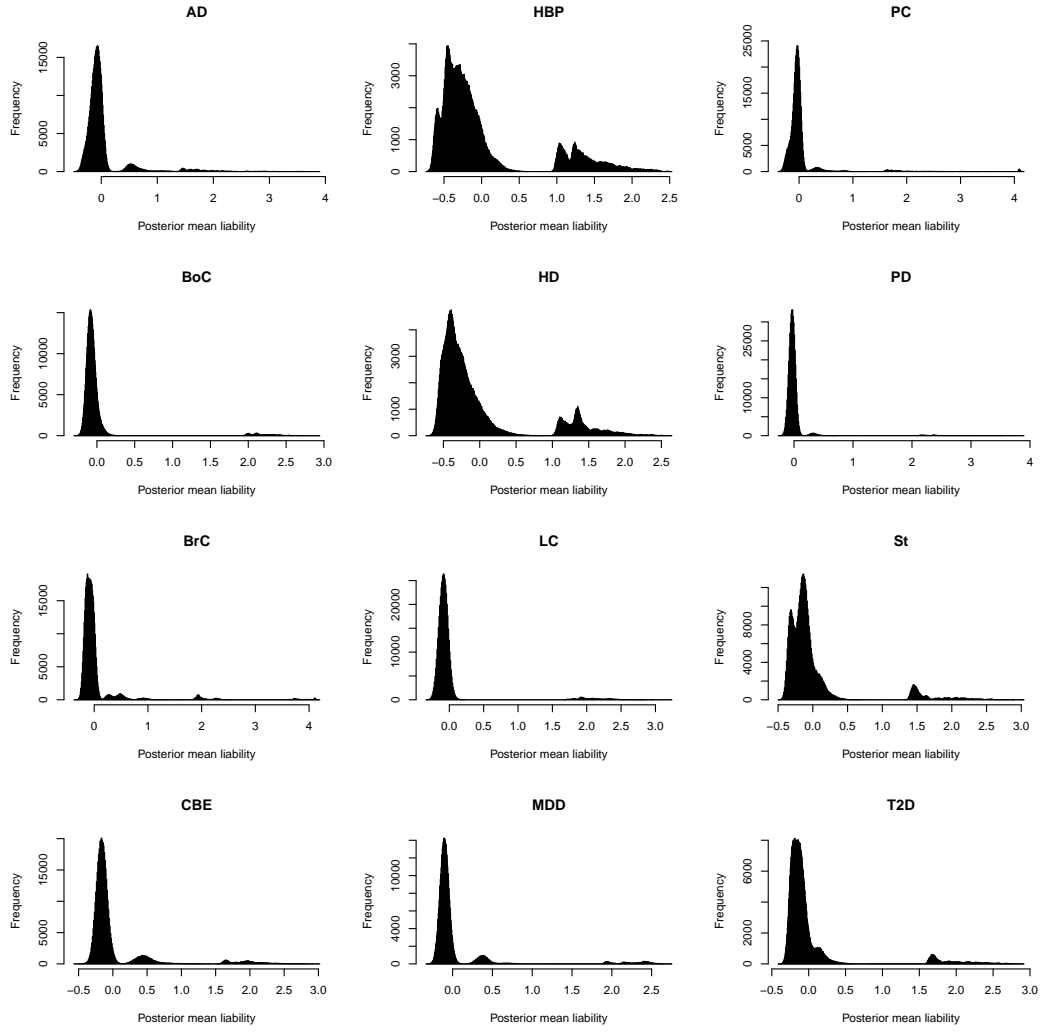 AD
Frequency
0 5000 15000
0 1 2 3 4
Posterior mean liability
HBP
Frequency
0 1000 3000
−0.5 0.0 0.5 1.0 1.5 2.0 2.5
Posterior mean liability
PC
Frequency
0 5000 15000 25000
0 1 2 3 4
Posterior mean liability
BoC
Frequency
0 5000 10000
0.0 0.5 1.0 1.5 2.0 2.5 3.0
Posterior mean liability
HD
Frequency
0 1000 3000
−0.5 0.0 0.5 1.0 1.5 2.0 2.5
Posterior mean liability
PD
Frequency
0 5000 15000 25000
0 1 2 3 4
Posterior mean liability
BrC
Frequency
0 5000 15000
0 1 2 3 4
Posterior mean liability
LC
Frequency
0 10000 20000
0.0 0.5 1.0 1.5 2.0 2.5 3.0
Posterior mean liability
St
Frequency
0 4000 8000
−0.5 0.0 0.5 1.0 1.5 2.0 2.5 3.0
Posterior mean liability
CBE
Frequency
0 5000 15000
−0.5 0.0 0.5 1.0 1.5 2.0 2.5 3.0
Posterior mean liability
MDD
Frequency
0 4000 10000
0.0 0.5 1.0 1.5 2.0 2.5
Posterior mean liability
T2D
Frequency
0 2000 6000
−0.5 0.0 0.5 1.0 1.5 2.0 2.5 3.0
Posterior mean liability